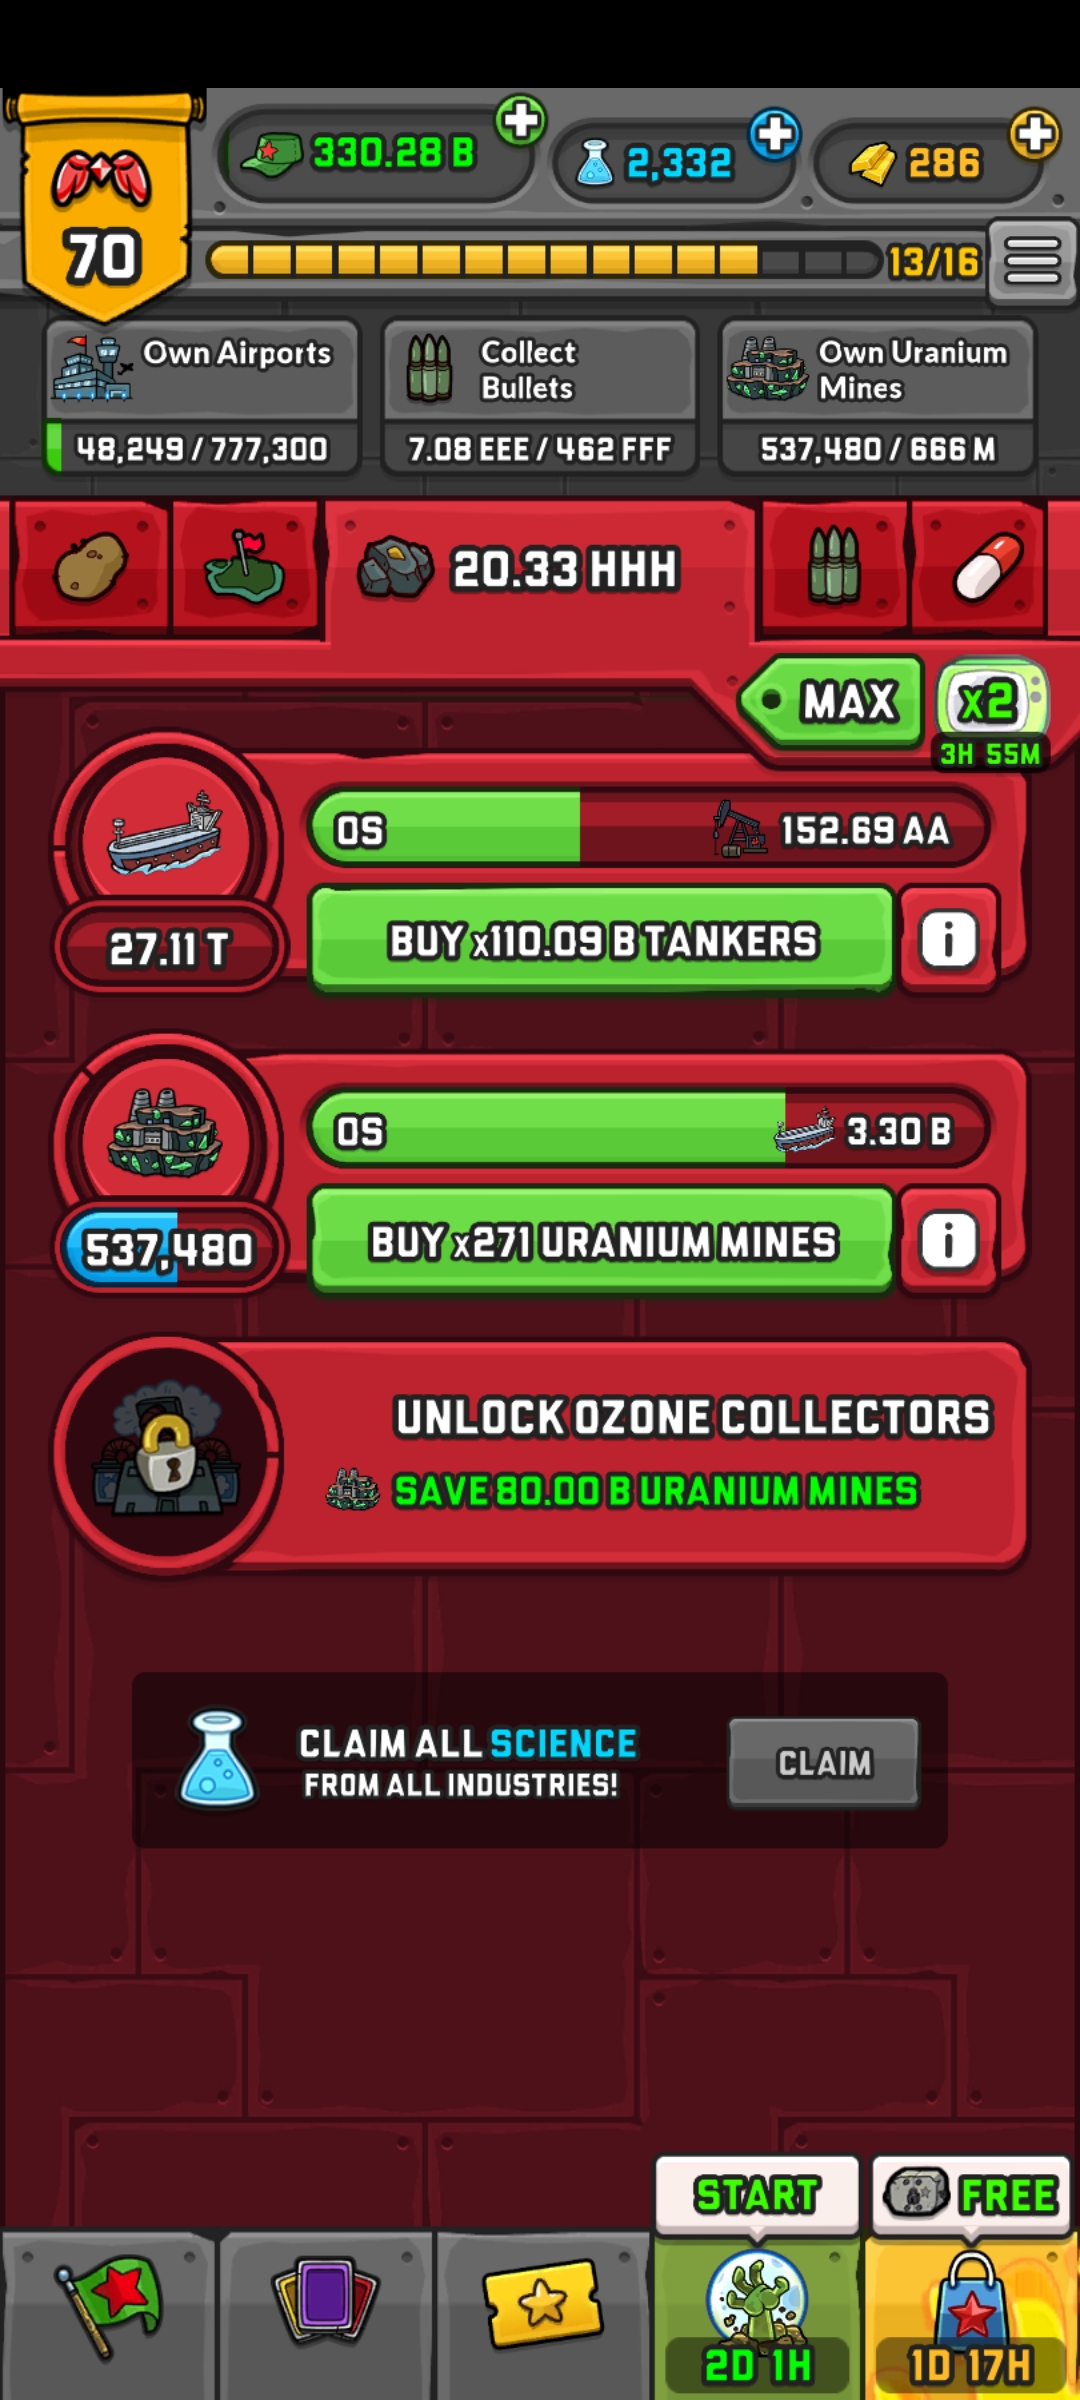 330.28 B
2,332
286
70
13/16
Own Airports
48,249 / 777,300
Collect
Bullets
7.08 EEE / 462 FFF
Own Uranium
Mines
537,480 / 666 M
20.33 HHH
MAX
x2
3H 55M
0S
152.69 AA
27.11 T
BUY x110.09 B TANKERS
i
0S
3.30 B
537,480
BUY x271 URANIUM MINES
i
UNLOCK OZONE COLLECTORS
SAVE 80.00 B URANIUM MINES
CLAIM ALL SCIENCE
FROM ALL INDUSTRIES!
CLAIM
START
FREE
2D 1H
1D 17H